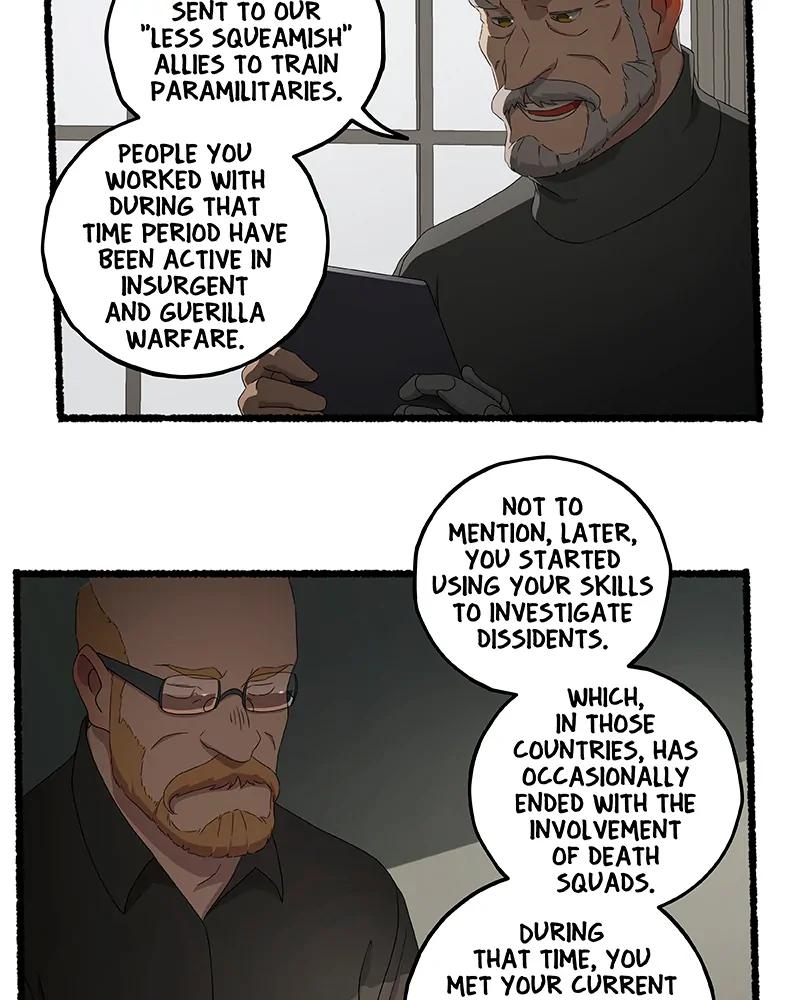 SENT TO OUR
"LESS SQUEAMISH"
ALLIES TO TRAIN
PARAMILITARIES.
PEOPLE YOU
WORKED WITH
DURING THAT
TIME PERIOD HAVE
BEEN ACTIVE IN
INSURGENT
AND GUERILLA
WARFARE.
NOT TO
MENTION, LATER,
YOU STARTED
USING YOUR SKILLS
TO INVESTIGATE
DISSIDENTS.
WHICH,
IN THOSE
COUNTRIES, HAS
OCCASIONALLY
ENDED WITH THE
INVOLVEMENT
OF DEATH
SQUADS.
DURING
THAT TIME, YOU
MET YOUR CURRENT